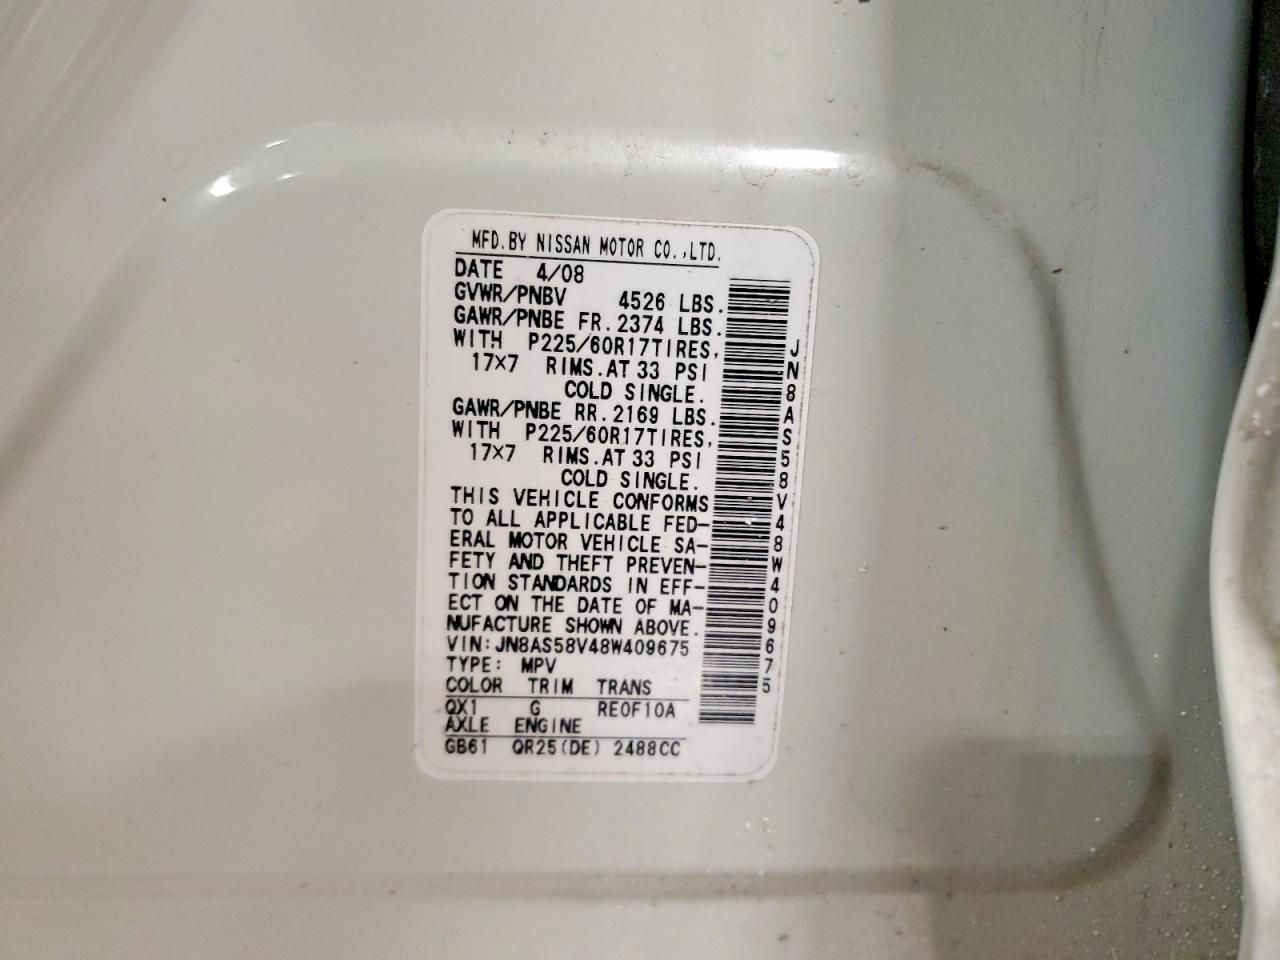 MFD.BY NISSAN MOTOR CO.,LTD.
DATE 4/08
GVWR/PNBV 4526 LBS.
GAWR/PNBE FR.2374 LBS.
WITH P225/60R17TIRES,
17×7 RIMS.AT 33 PSI
COLD SINGLE.
GAWR/PNBE RR.2169 LBS.
WITH P225/60R17TIRES,
17×7 RIMS.AT 33 PSI
COLD SINGLE.
THIS VEHICLE CONFORMS
TO ALL APPLICABLE FED-
ERAL MOTOR VEHICLE SA-
FETY AND THEFT PREVEN-
TION STANDARDS IN EFF-
ECT ON THE DATE OF MA-
NUFACTURE SHOWN ABOVE.
VIN:JN8AS58V48W409675
TYPE: MPV
COLOR TRIM TRANS
QX1 G RE0F10A
AXLE ENGINE
GB61 QR25(DE) 2488CC
JN8AS58V48W409675